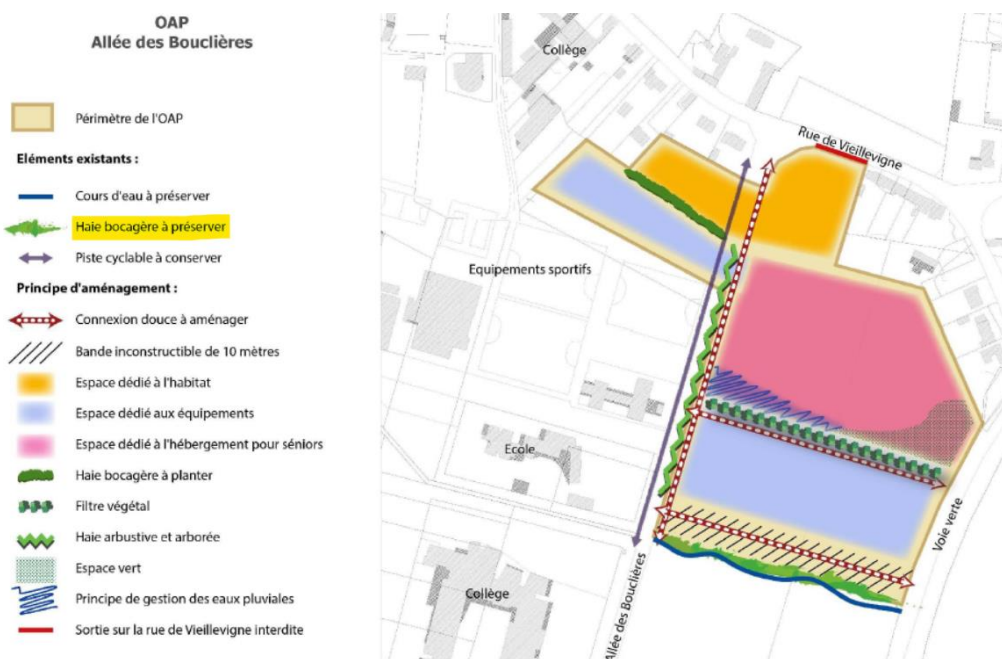 OAP
Allée des Bouclières
Périmètre de l'OAP
Eléments existants :
Cours d'eau à préserver
Haie bocagère à préserver
Piste cyclable à conserver
Principe d'aménagement :
Connexion douce à aménager
Bande inconstructible de 10 mètres
Espace dédié à l'habitat
Espace dédié aux équipements
Espace dédié à l'hébergement pour séniors
Haie bocagère à planter
Filtre végétal
Haie arbustive et arborée
Espace vert
Principe de gestion des eaux pluviales
Sortie sur la rue de Vieillevigne interdite
Collège
Rue de Vieillevigne
Equipements sportifs
Ecole
Collège
Allée des Bouclières
Voie verte